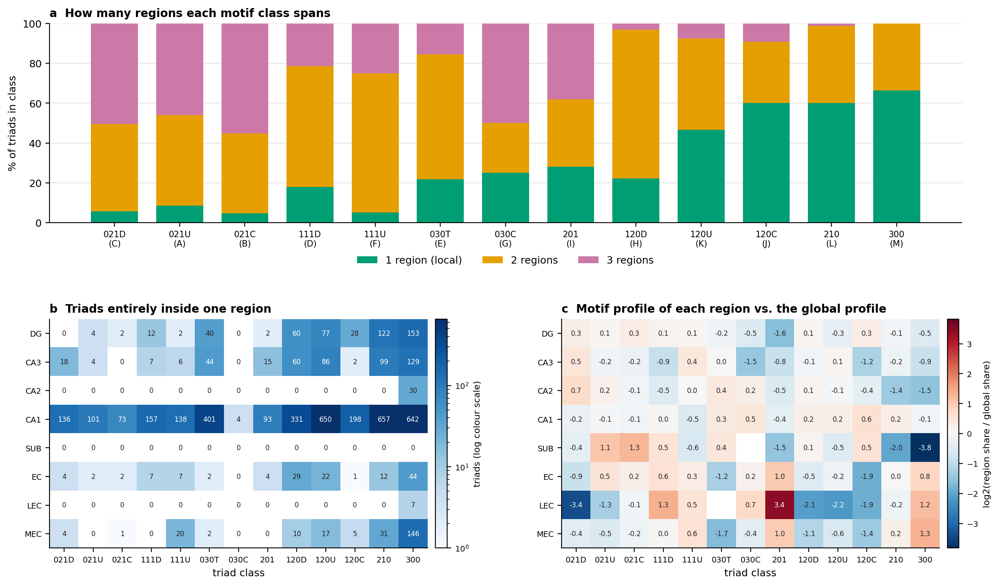 a How many regions each motif class spans
100
80
60
40
20
0
% of triads in class
021D 021U 021C 111D 111U 030T 030C 201 120D 120U 120C 210 300
(C) (A) (B) (D) (F) (E) (G) (I) (H) (K) (J) (L) (M)
1 region (local) 2 regions 3 regions
b Triads entirely inside one region
DG 0 4 2 12 2 40 0 2 60 77 28 122 153
CA3 18 4 0 7 6 44 0 15 60 86 2 99 129
CA2 0 0 0 0 0 0 0 0 0 0 0 0 30
CA1 136 101 73 157 138 401 4 93 331 650 198 657 642
SUB 0 0 0 0 0 0 0 0 0 0 0 0 0
EC 4 2 2 7 7 2 0 4 29 22 1 12 44
LEC 0 0 0 0 0 0 0 0 0 0 0 0 7
MEC 4 0 1 0 20 2 0 0 10 17 5 31 146
021D 021U 021C 111D 111U 030T 030C 201 120D 120U 120C 210 300
triad class
10²
10¹
10⁰
triads (log colour scale)
c Motif profile of each region vs. the global profile
DG 0.3 0.1 0.3 0.1 0.1 -0.2 -0.5 -1.6 0.1 -0.3 0.3 -0.1 -0.5
CA3 0.5 -0.2 -0.2 -0.9 0.4 0.0 -1.5 -0.8 -0.1 0.1 -1.2 -0.2 -0.9
CA2 0.7 0.2 -0.1 -0.5 0.0 0.4 0.2 -0.5 0.1 -0.1 -0.4 -1.4 -1.5
CA1 -0.2 -0.1 -0.1 0.0 -0.5 0.3 0.5 -0.4 0.2 0.2 0.6 0.2 -0.1
SUB -0.4 1.1 1.3 0.5 -0.6 0.4 -1.5 0.1 -0.5 0.5 -2.0 -3.8
EC -0.9 0.5 0.2 0.6 0.3 -1.2 0.2 1.0 -0.5 -0.2 -1.9 0.0 0.8
LEC -3.4 -1.3 -0.1 1.3 0.5 0.7 3.4 -2.1 -2.2 -1.9 -0.2 1.2
MEC -0.4 -0.5 -0.2 0.0 0.6 -1.7 -0.4 1.0 -1.1 -0.6 -1.4 0.2 1.3
021D 021U 021C 111D 111U 030T 030C 201 120D 120U 120C 210 300
triad class
3
2
1
0
−1
−2
−3
log2(region share / global share)